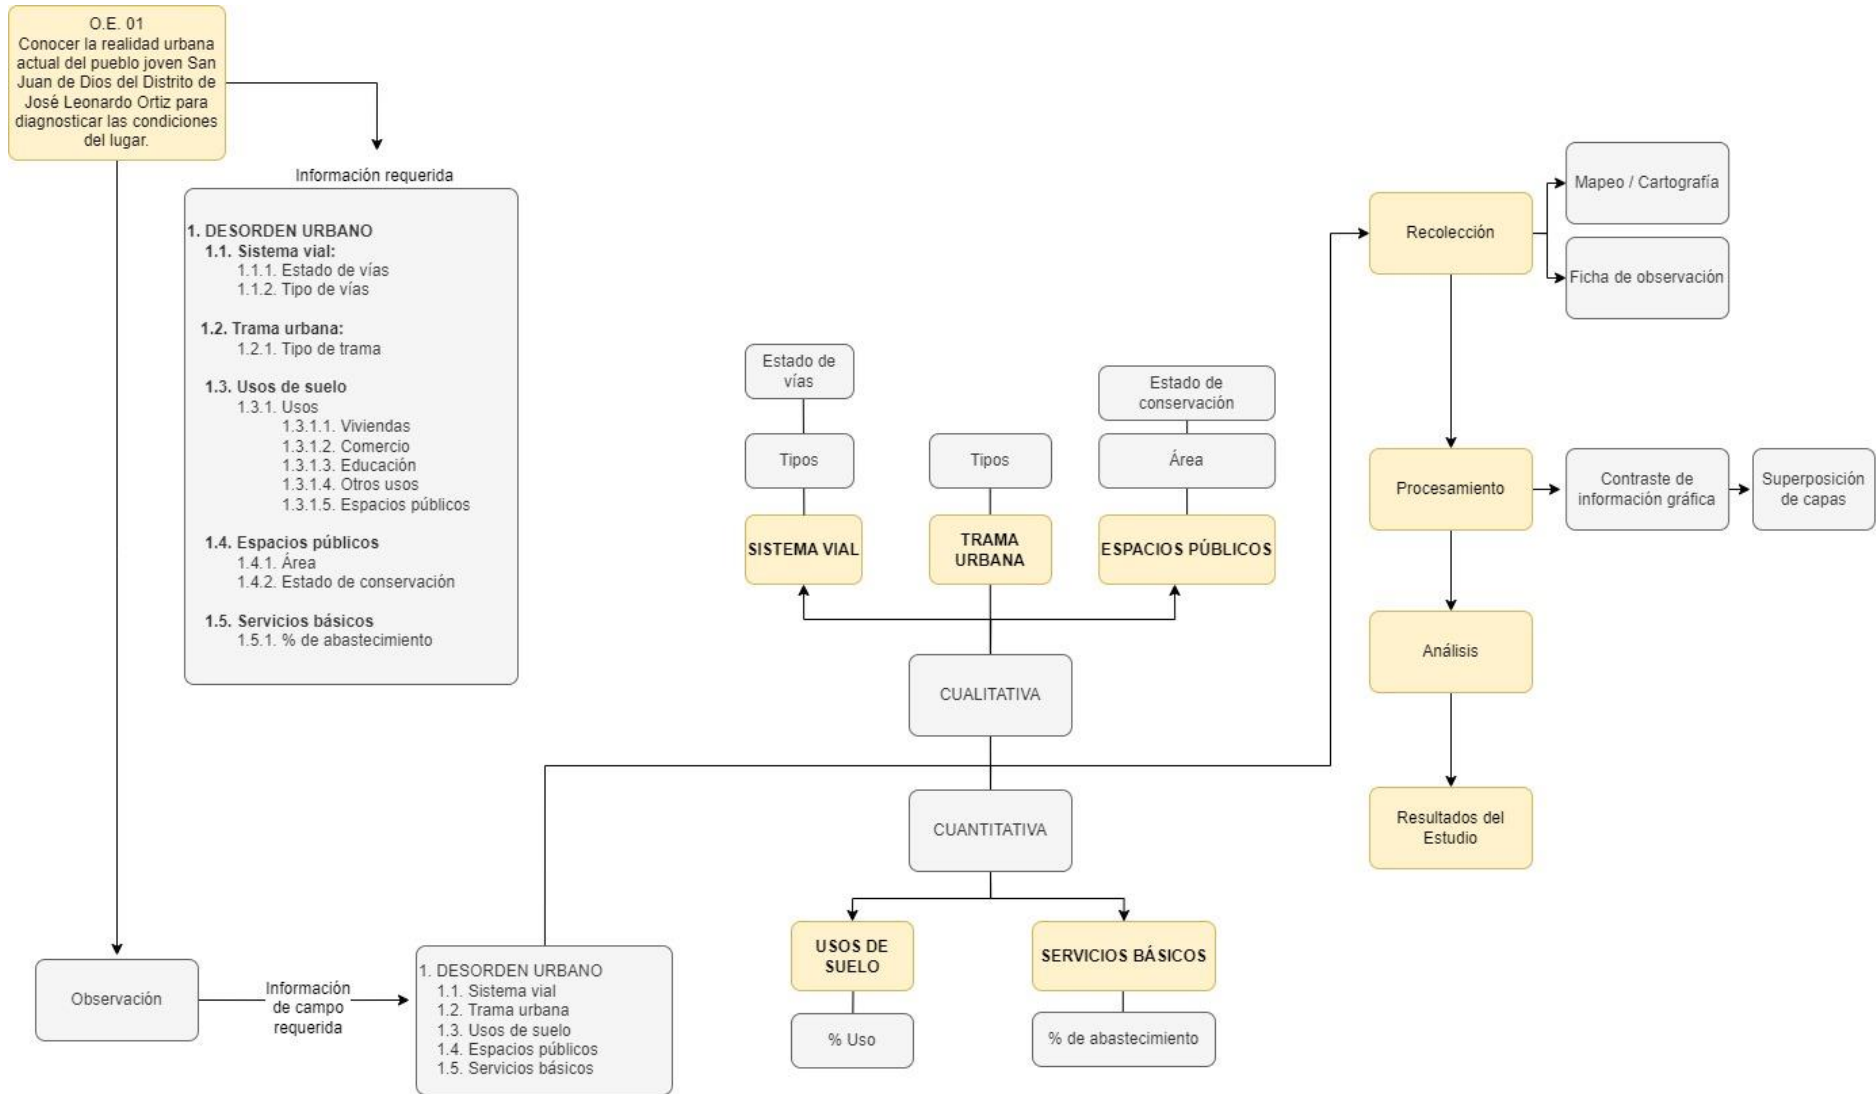 O.E. 01
Conocer la realidad urbana
actual del pueblo joven San
Juan de Dios del Distrito de
José Leonardo Ortiz para
diagnosticar las condiciones
del lugar.
Información requerida
1. DESORDEN URBANO
1.1. Sistema vial:
1.1.1. Estado de vías
1.1.2. Tipo de vías
1.2. Trama urbana:
1.2.1. Tipo de trama
1.3. Usos de suelo
1.3.1. Usos
1.3.1.1. Viviendas
1.3.1.2. Comercio
1.3.1.3. Educación
1.3.1.4. Otros usos
1.3.1.5. Espacios públicos
1.4. Espacios públicos
1.4.1. Área
1.4.2. Estado de conservación
1.5. Servicios básicos
1.5.1. % de abastecimiento
Observación
Información
de campo
requerida
1. DESORDEN URBANO
1.1. Sistema vial
1.2. Trama urbana
1.3. Usos de suelo
1.4. Espacios públicos
1.5. Servicios básicos
Estado de
vías
Tipos
SISTEMA VIAL
Tipos
TRAMA
URBANA
Estado de
conservación
Área
ESPACIOS PÚBLICOS
CUALITATIVA
CUANTITATIVA
USOS DE
SUELO
% Uso
SERVICIOS BÁSICOS
% de abastecimiento
Recolección
Mapeo / Cartografía
Ficha de observación
Procesamiento
Contraste de
información gráfica
Superposición
de capas
Análisis
Resultados del
Estudio